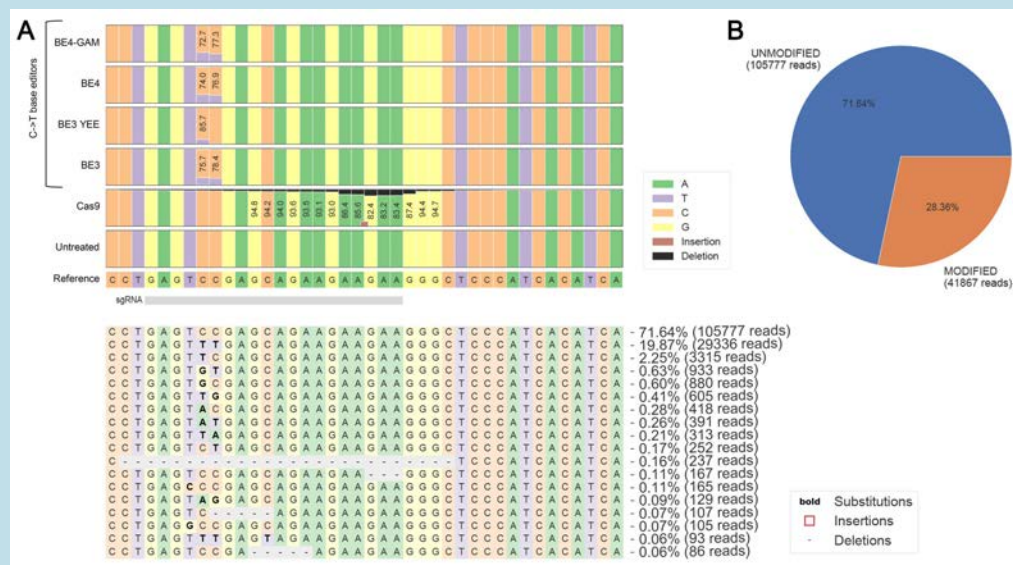 A
C->T base editors
BE4-GAM
72.7 77.3
BE4
74.0 76.9
BE3 YEE
85.7
BE3
75.7 78.4
Cas9
94.8 94.2 94.0 93.6 93.5 93.1 93.0 86.4 85.6 82.4 83.2 83.4 87.4 94.4 94.7
Untreated
Reference C C T G A G T C C G A G C A G A A G A A G A A G G G C T C C C A T C A C A T C A
sgRNA
A
T
C
G
Insertion
Deletion
C C T G A G T C C G A G C A G A A G A A G A A G G G C T C C C A T C A C A T C A - 71.64% (105777 reads)
C C T G A G T T T G A G C A G A A G A A G A A G G G C T C C C A T C A C A T C A - 19.87% (29336 reads)
C C T G A G T T C G A G C A G A A G A A G A A G G G C T C C C A T C A C A T C A - 2.25% (3315 reads)
C C T G A G T G T G A G C A G A A G A A G A A G G G C T C C C A T C A C A T C A - 0.63% (933 reads)
C C T G A G T G C G A G C A G A A G A A G A A G G G C T C C C A T C A C A T C A - 0.60% (880 reads)
C C T G A G T T G G A G C A G A A G A A G A A G G G C T C C C A T C A C A T C A - 0.41% (605 reads)
C C T G A G T A C G A G C A G A A G A A G A A G G G C T C C C A T C A C A T C A - 0.28% (418 reads)
C C T G A G T A T G A G C A G A A G A A G A A G G G C T C C C A T C A C A T C A - 0.26% (391 reads)
C C T G A G T T A G A G C A G A A G A A G A A G G G C T C C C A T C A C A T C A - 0.21% (313 reads)
C C T G A G T C T G A G C A G A A G A A G A A G G G C T C C C A T C A C A T C A - 0.17% (252 reads)
C - - - - - - - - - - - - - - - - - - - - - - - - - - T C C C A T C A C A T C A - 0.16% (237 reads)
C C T G A G T C C G A G C A G A A G A A - - - - G G C T C C C A T C A C A T C A - 0.11% (167 reads)
C C T G A G C C C G A G C A G A A G A A G A A G G G C T C C C A T C A C A T C A - 0.11% (165 reads)
C C T G A G T A G G A G C A G A A G A A G A A G G G C T C C C A T C A C A T C A - 0.09% (129 reads)
C C T G A G T C - - - - - A G A A G A A G A A G G G C T C C C A T C A C A T C A - 0.07% (107 reads)
C C T G A G G C C G A G C A G A A G A A G A A G G G C T C C C A T C A C A T C A - 0.07% (105 reads)
C C T G A G T T T G A G T A G A A G A A G A A G G G C T C C C A T C A C A T C A - 0.06% (93 reads)
C C T G A G T C C G A - - - - - A G A A G A A G G G C T C C C A T C A C A T C A - 0.06% (86 reads)
B
UNMODIFIED
(105777 reads)
71.64%
28.36%
MODIFIED
(41867 reads)
bold Substitutions
Insertions
- Deletions